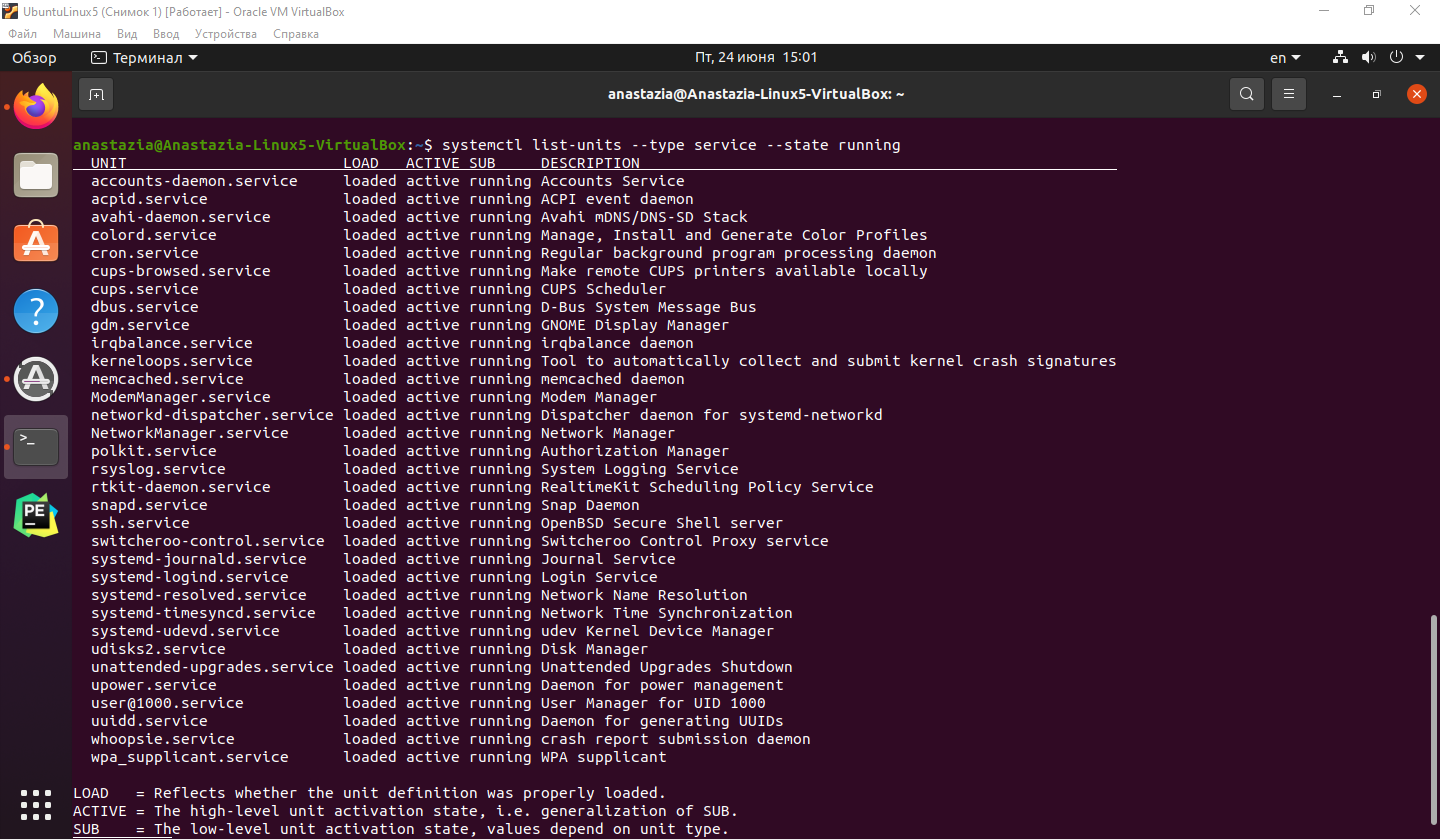 UbuntuLinux5 (Снимок 1) [Работает] - Oracle VM VirtualBox
Файл Машина Вид Ввод Устройства Справка
Обзор Терминал Пт, 24 июня 15:01 en
anastazia@Anastazia-Linux5-VirtualBox: ~
anastazia@Anastazia-Linux5-VirtualBox:~$ systemctl list-units --type service --state running
UNIT LOAD ACTIVE SUB DESCRIPTION
accounts-daemon.service loaded active running Accounts Service
acpid.service loaded active running ACPI event daemon
avahi-daemon.service loaded active running Avahi mDNS/DNS-SD Stack
colord.service loaded active running Manage, Install and Generate Color Profiles
cron.service loaded active running Regular background program processing daemon
cups-browsed.service loaded active running Make remote CUPS printers available locally
cups.service loaded active running CUPS Scheduler
dbus.service loaded active running D-Bus System Message Bus
gdm.service loaded active running GNOME Display Manager
irqbalance.service loaded active running irqbalance daemon
kerneloops.service loaded active running Tool to automatically collect and submit kernel crash signatures
memcached.service loaded active running memcached daemon
ModemManager.service loaded active running Modem Manager
networkd-dispatcher.service loaded active running Dispatcher daemon for systemd-networkd
NetworkManager.service loaded active running Network Manager
polkit.service loaded active running Authorization Manager
rsyslog.service loaded active running System Logging Service
rtkit-daemon.service loaded active running RealtimeKit Scheduling Policy Service
snapd.service loaded active running Snap Daemon
ssh.service loaded active running OpenBSD Secure Shell server
switcheroo-control.service loaded active running Switcheroo Control Proxy service
systemd-journald.service loaded active running Journal Service
systemd-logind.service loaded active running Login Service
systemd-resolved.service loaded active running Network Name Resolution
systemd-timesyncd.service loaded active running Network Time Synchronization
systemd-udevd.service loaded active running udev Kernel Device Manager
udisks2.service loaded active running Disk Manager
unattended-upgrades.service loaded active running Unattended Upgrades Shutdown
upower.service loaded active running Daemon for power management
user@1000.service loaded active running User Manager for UID 1000
uuidd.service loaded active running Daemon for generating UUIDs
whoopsie.service loaded active running crash report submission daemon
wpa_supplicant.service loaded active running WPA supplicant
LOAD = Reflects whether the unit definition was properly loaded.
ACTIVE = The high-level unit activation state, i.e. generalization of SUB.
SUB = The low-level unit activation state, values depend on unit type.
PE